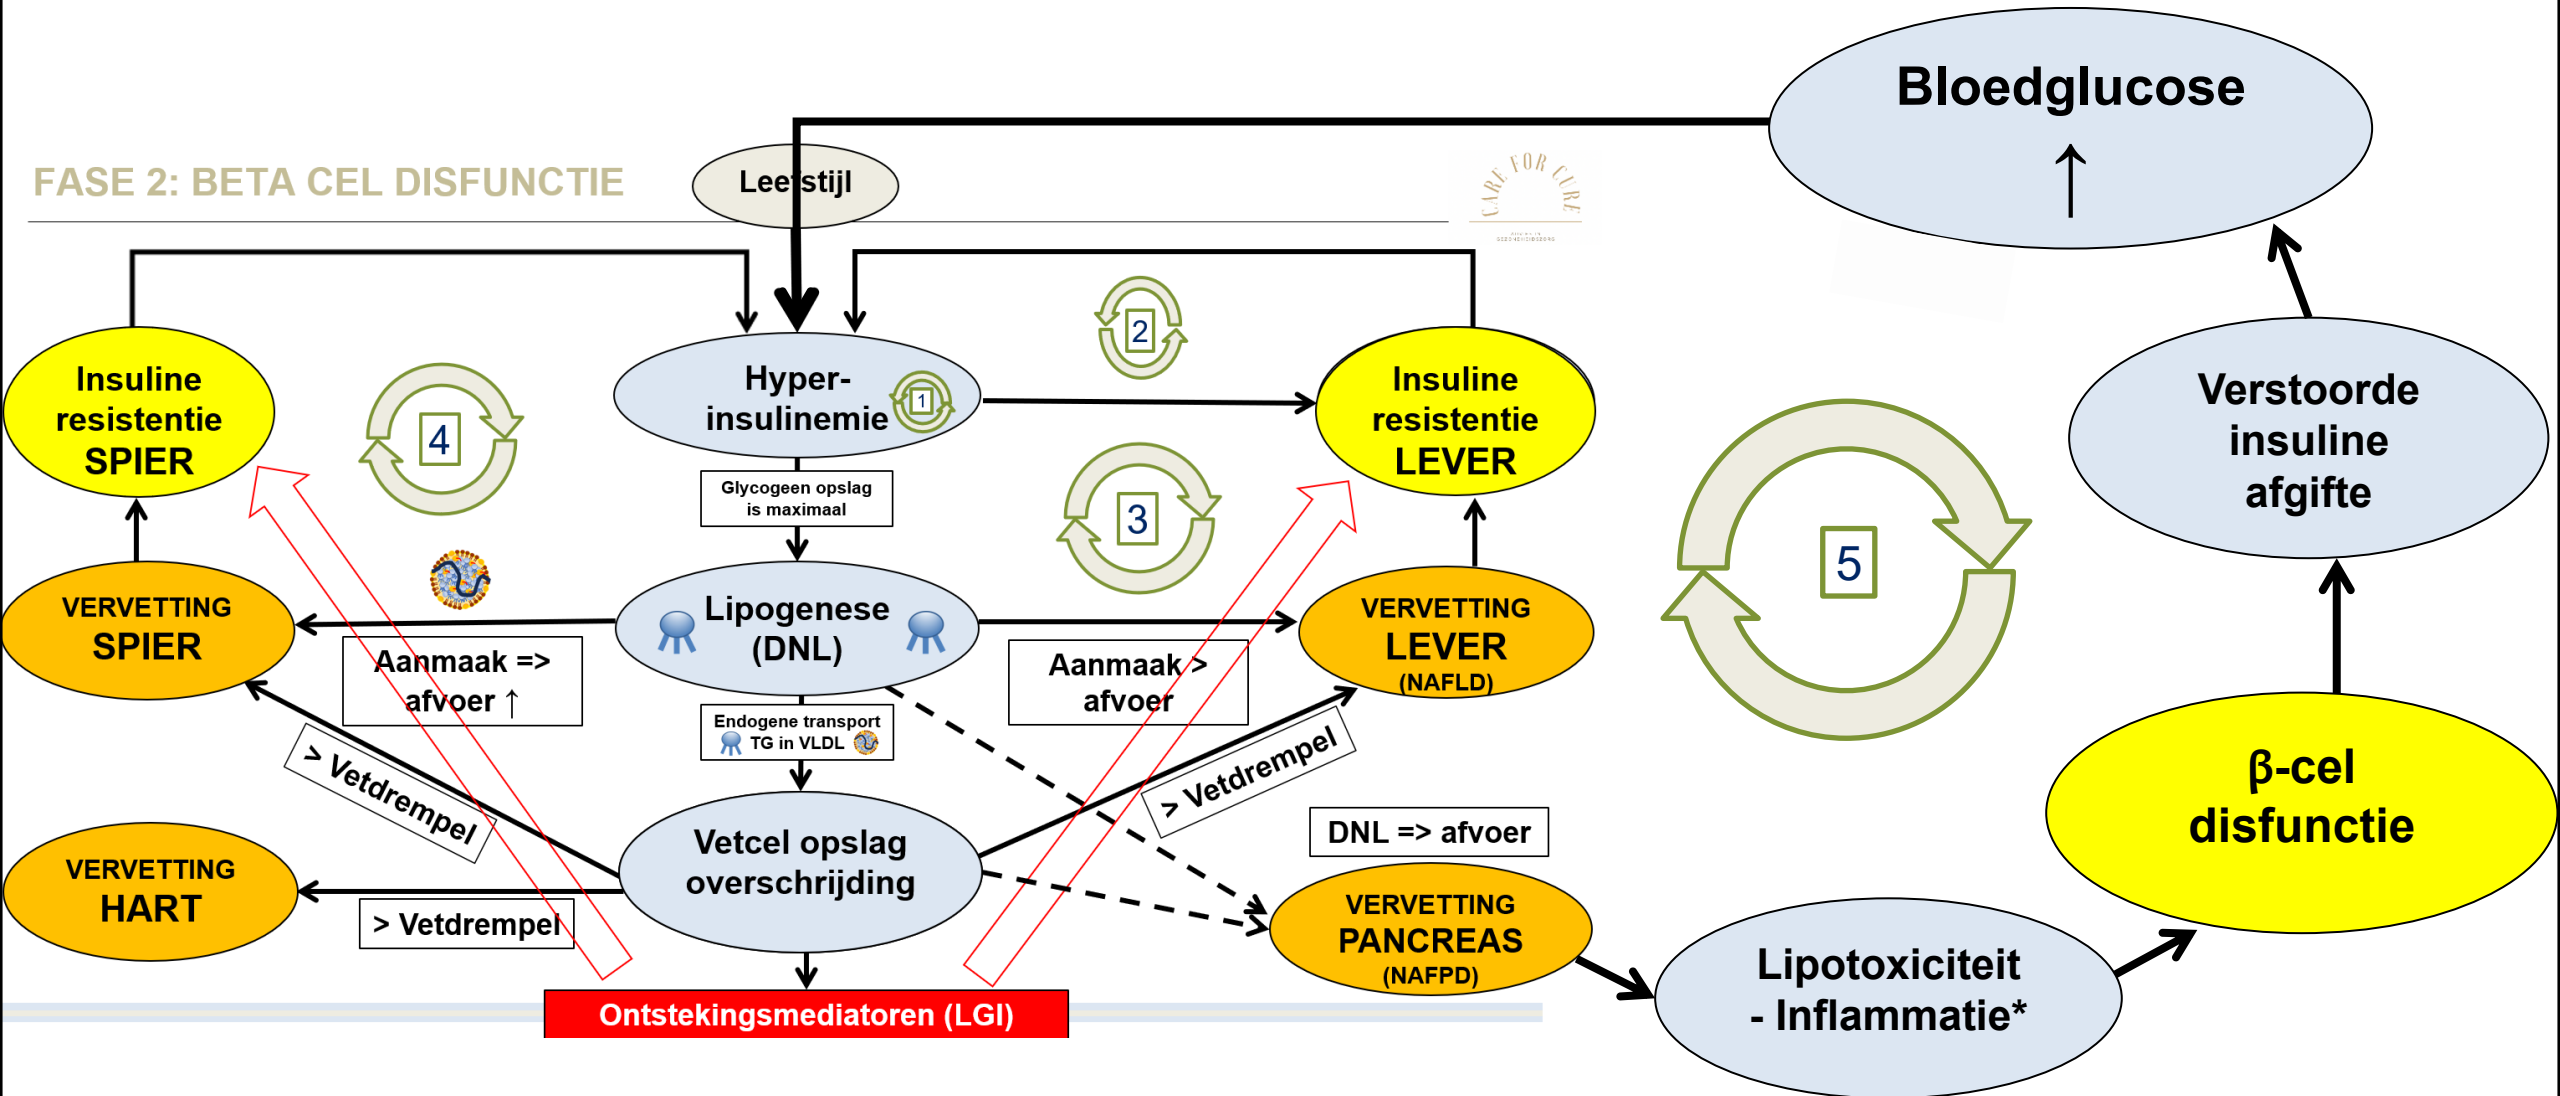 Bloedglucose
↑
FASE 2: BETA CEL DISFUNCTIE
Leefstijl
CARE FOR CURE
Insuline
resistentie
SPIER
4
Hyper-
insulinemie
1
2
Insuline
resistentie
LEVER
Verstoorde
insuline
afgifte
Glycogeen opslag
is maximaal
3
5
VERVETTING
SPIER
Lipogenese
(DNL)
VERVETTING
LEVER
(NAFLD)
Aanmaak =>
afvoer ↑
Aanmaak >
afvoer
Endogene transport
TG in VLDL
> Vetdrempel
> Vetdrempel
β-cel
disfunctie
Vetcel opslag
overschrijding
DNL => afvoer
VERVETTING
HART
> Vetdrempel
VERVETTING
PANCREAS
(NAFPD)
Lipotoxiciteit
- Inflammatie*
Ontstekingsmediatoren (LGI)